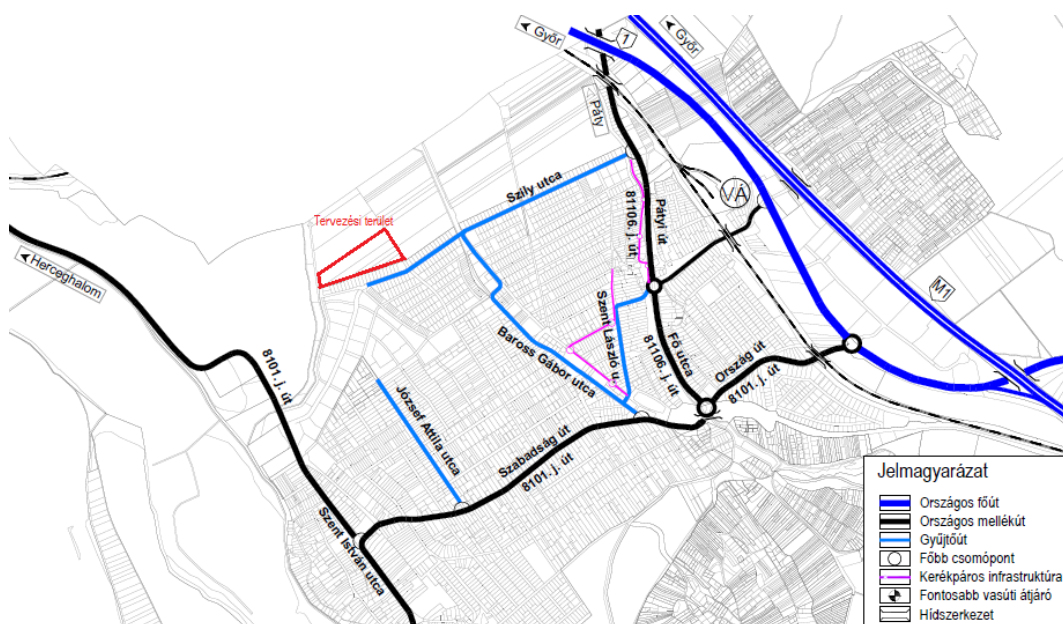 Győr
1
Győr
Páty
Szily utca
Pátyi út
81106. j. út
VÁ
Tervezési terület
Herceghalom
M1
Szent László u.
Baross Gábor utca
Fő utca
81106. j. út
Ország út
8101. j. út
8101. j. út
József Attila utca
Szabadság út
8101. j. út
Szent István utca
Jelmagyarázat
Országos főút
Országos mellékút
Gyűjtőút
Főbb csomópont
Kerékpáros infrastruktúra
Fontosabb vasúti átjáró
Hídszerkezet